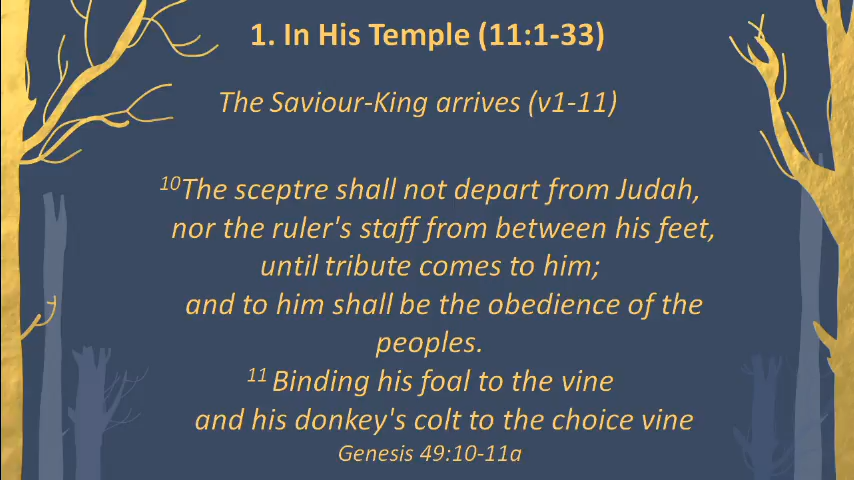 1. In His Temple (11:1-33)
The Saviour-King arrives (v1-11)
10The sceptre shall not depart from Judah,
nor the ruler's staff from between his feet,
until tribute comes to him;
and to him shall be the obedience of the
peoples.
11 Binding his foal to the vine
and his donkey's colt to the choice vine
Genesis 49:10-11a